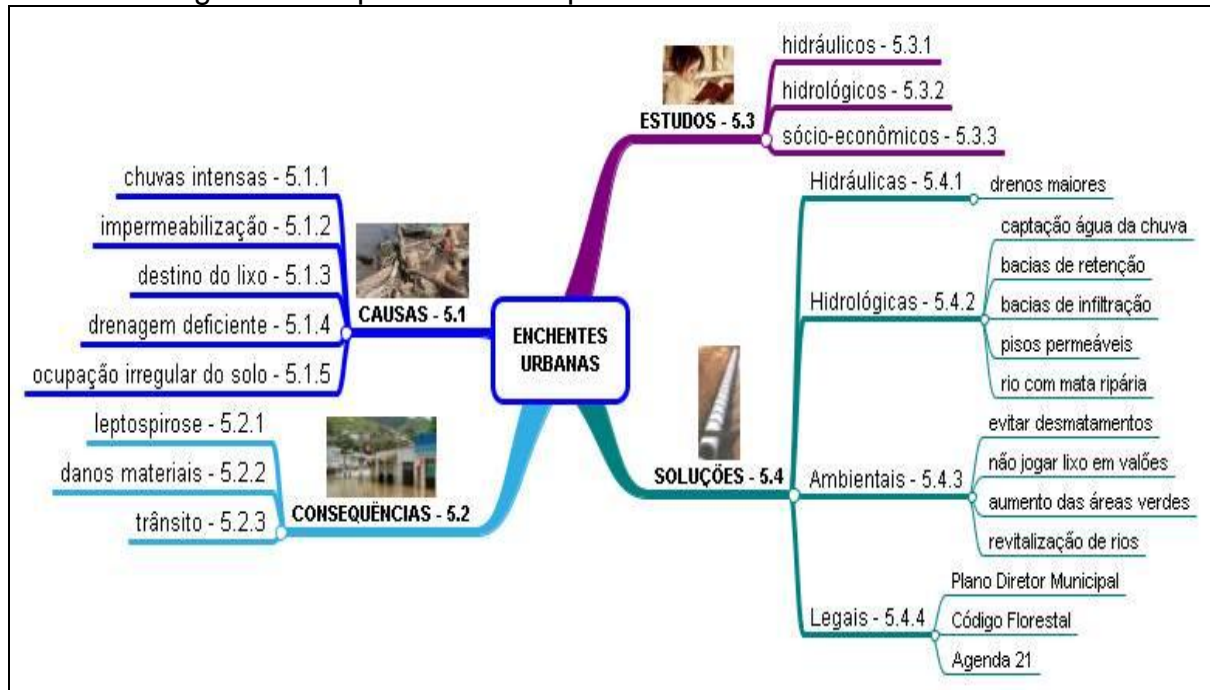 ENCHENTES
URBANAS
CAUSAS - 5.1
chuvas intensas - 5.1.1
impermeabilização - 5.1.2
destino do lixo - 5.1.3
drenagem deficiente - 5.1.4
ocupação irregular do solo - 5.1.5
CONSEQÜÊNCIAS - 5.2
leptospirose - 5.2.1
danos materiais - 5.2.2
trânsito - 5.2.3
ESTUDOS - 5.3
hidráulicos - 5.3.1
hidrológicos - 5.3.2
sócio-econômicos - 5.3.3
SOLUÇÕES - 5.4
Hidráulicas - 5.4.1
drenos maiores
Hidrológicas - 5.4.2
captação água da chuva
bacias de retenção
bacias de infiltração
pisos permeáveis
rio com mata ripária
Ambientais - 5.4.3
evitar desmatamentos
não jogar lixo em valões
aumento das áreas verdes
revitalização de rios
Legais - 5.4.4
Plano Diretor Municipal
Código Florestal
Agenda 21